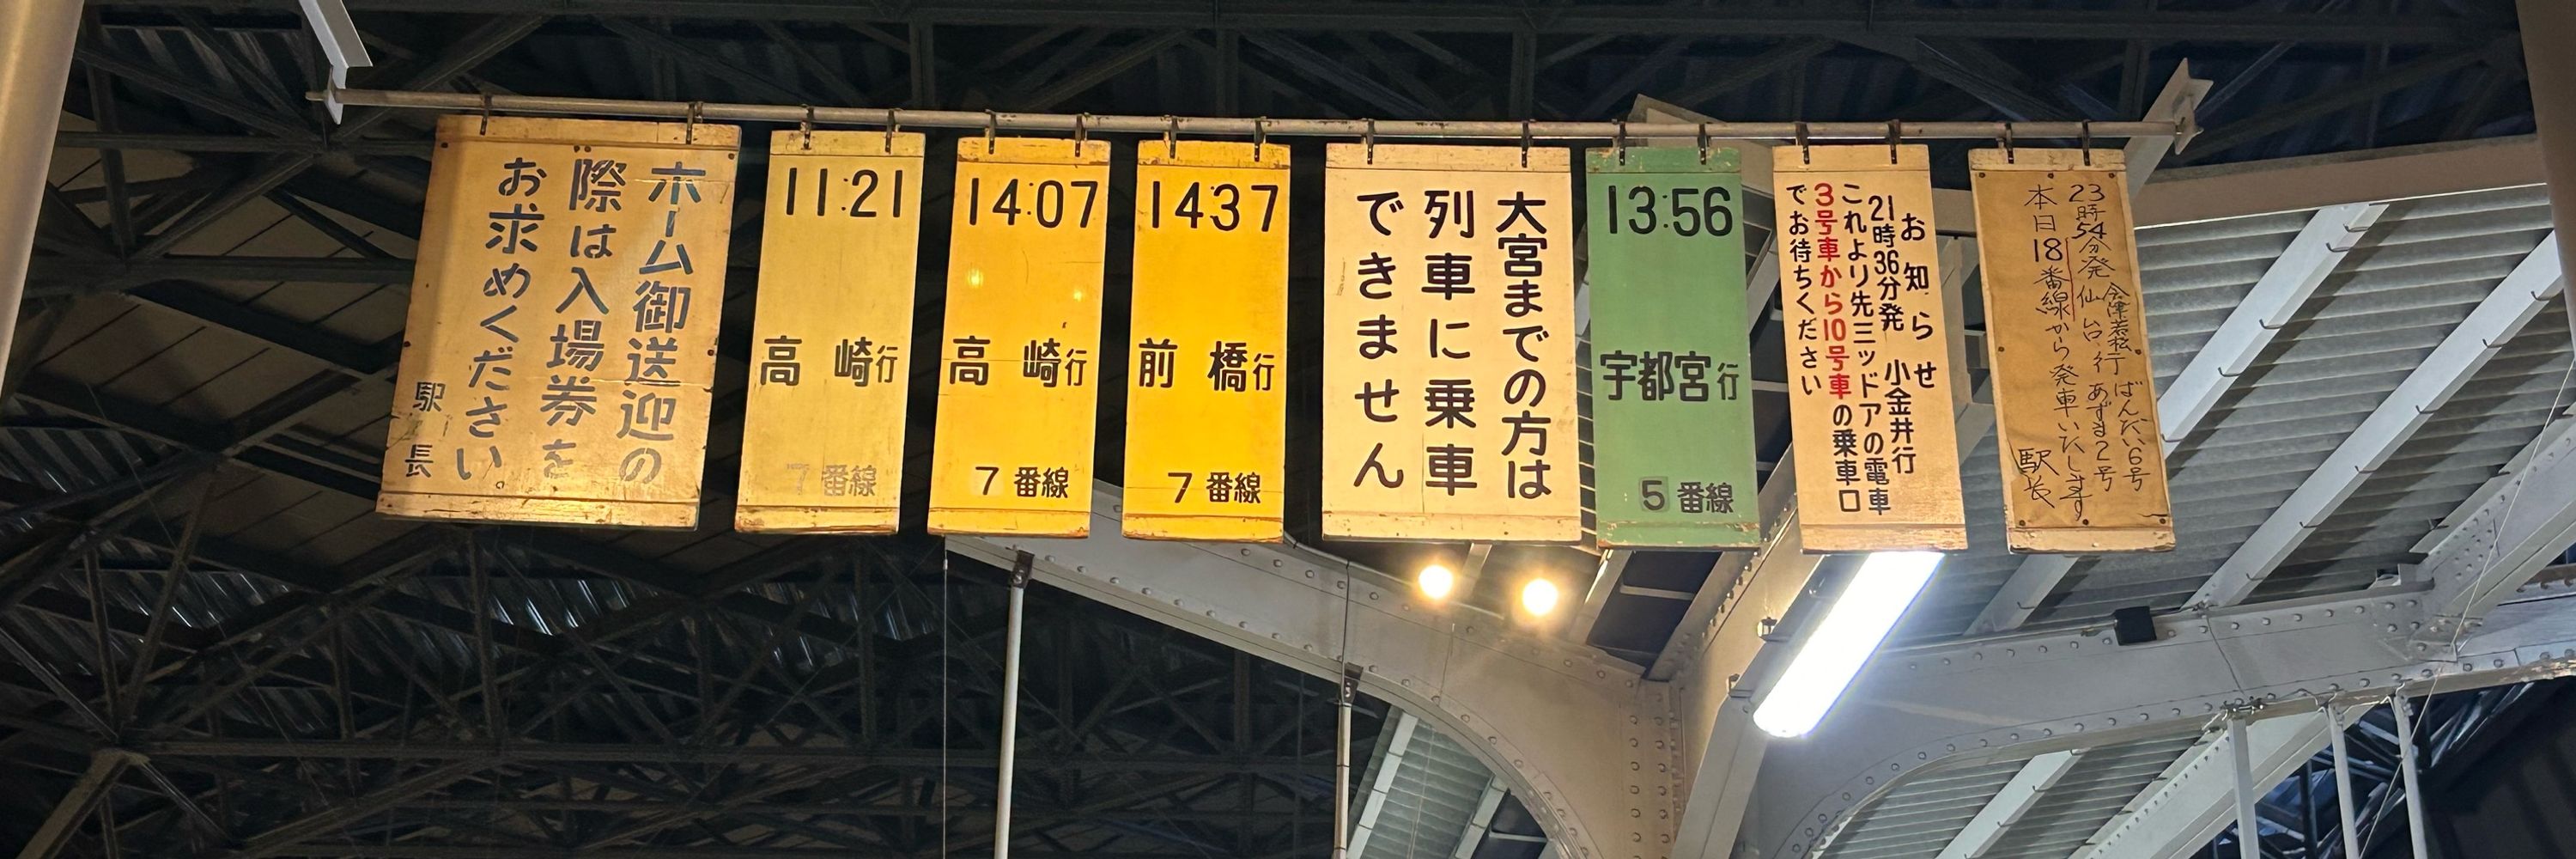 ホーム御送迎の
際は入場券を
お求めください。
駅長
11:21
高崎行
7番線
14:07
高崎行
7番線
14:37
前橋行
7番線
大宮までの方は
列車に乗車
できません
13:56
宇都宮行
5番線
お知らせ
21時36分発 小金井行
これより先三ッドアの電車
3号車から10号車の乗車口
でお待ちください
23時54分発
会津若松行 ばんだい6号
仙台行 あずま2号
本日18番線から発車いたします
駅長